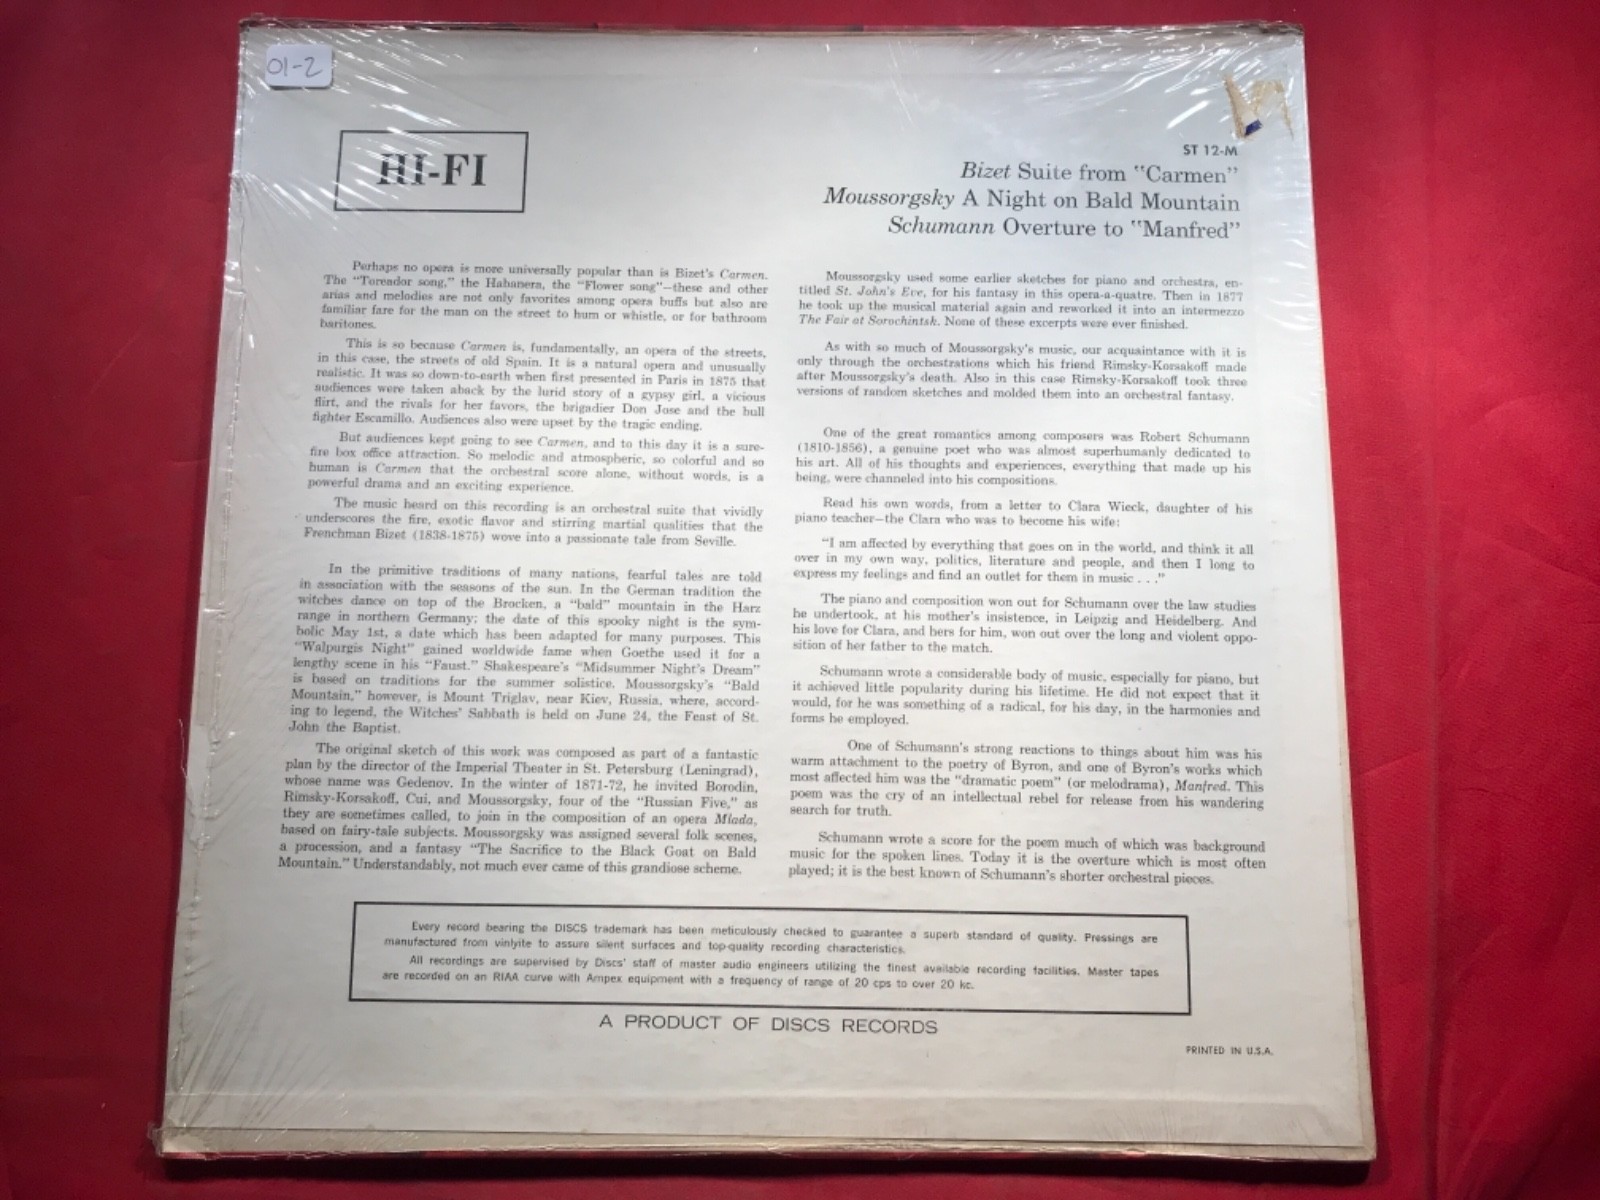 01-2
HI-FI
ST 12-M
Bizet Suite from "Carmen"
Moussorgsky A Night on Bald Mountain
Schumann Overture to "Manfred"
Perhaps no opera is more universally popular than is Bizet's Carmen.
The "Toreador song," the Habanera, the "Flower song"—these and other
arias and melodies are not only favorites among opera buffs but also are
familiar fare for the man on the street to hum or whistle, or for bathroom
baritones.
This is so because Carmen is, fundamentally, an opera of the streets,
in this case, the streets of old Spain. It is a natural opera and unusually
realistic. It was so down-to-earth when first presented in Paris in 1875 that
audiences were taken aback by the lurid story of a gypsy girl, a vicious
flirt, and the rivals for her favors, the brigadier Don Jose and the bull
fighter Escamillo. Audiences also were upset by the tragic ending.
But audiences kept going to see Carmen, and to this day it is a sure-
fire box office attraction. So melodic and atmospheric, so colorful and so
human is Carmen that the orchestral score alone, without words, is a
powerful drama and an exciting experience.
The music heard on this recording is an orchestral suite that vividly
underscores the fire, exotic flavor and stirring martial qualities that the
Frenchman Bizet (1838-1875) wove into a passionate tale from Seville.
In the primitive traditions of many nations, fearful tales are told
in association with the seasons of the sun. In the German tradition the
witches dance on top of the Brocken, a "bald" mountain in the Harz
range in northern Germany; the date of this spooky night is the sym-
bolic May 1st, a date which has been adapted for many purposes. This
"Walpurgis Night" gained worldwide fame when Goethe used it for a
lengthy scene in his "Faust." Shakespeare's "Midsummer Night's Dream"
is based on traditions for the summer solistice. Moussorgsky's "Bald
Mountain," however, is Mount Triglav, near Kiev, Russia, where, accord-
ing to legend, the Witches' Sabbath is held on June 24, the Feast of St.
John the Baptist.
The original sketch of this work was composed as part of a fantastic
plan by the director of the Imperial Theater in St. Petersburg (Leningrad),
whose name was Gedenov. In the winter of 1871-72, he invited Borodin,
Rimsky-Korsakoff, Cui, and Moussorgsky, four of the "Russian Five," as
they are sometimes called, to join in the composition of an opera Mlada,
based on fairy-tale subjects. Moussorgsky was assigned several folk scenes,
a procession, and a fantasy "The Sacrifice to the Black Goat on Bald
Mountain." Understandably, not much ever came of this grandiose scheme.
Moussorgsky used some earlier sketches for piano and orchestra, en-
titled St. John's Eve, for his fantasy in this opera-a-quatre. Then in 1877
he took up the musical material again and reworked it into an intermezzo
The Fair at Sorochintsk. None of these excerpts were ever finished.
As with so much of Moussorgsky's music, our acquaintance with it is
only through the orchestrations which his friend Rimsky-Korsakoff made
after Moussorgsky's death. Also in this case Rimsky-Korsakoff took three
versions of random sketches and molded them into an orchestral fantasy.
One of the great romantics among composers was Robert Schumann
(1810-1856), a genuine poet who was almost superhumanly dedicated to
his art. All of his thoughts and experiences, everything that made up his
being, were channeled into his compositions.
Read his own words, from a letter to Clara Wieck, daughter of his
piano teacher—the Clara who was to become his wife:
"I am affected by everything that goes on in the world, and think it all
over in my own way, politics, literature and people, and then I long to
express my feelings and find an outlet for them in music . . ."
The piano and composition won out for Schumann over the law studies
he undertook, at his mother's insistence, in Leipzig and Heidelberg. And
his love for Clara, and hers for him, won out over the long and violent oppo-
sition of her father to the match.
Schumann wrote a considerable body of music, especially for piano, but
it achieved little popularity during his lifetime. He did not expect that it
would, for he was something of a radical, for his day, in the harmonies and
forms he employed.
One of Schumann's strong reactions to things about him was his
warm attachment to the poetry of Byron, and one of Byron's works which
most affected him was the "dramatic poem" (or melodrama), Manfred. This
poem was the cry of an intellectual rebel for release from his wandering
search for truth.
Schumann wrote a score for the poem much of which was background
music for the spoken lines. Today it is the overture which is most often
played; it is the best known of Schumann's shorter orchestral pieces.
Every record bearing the DISCS trademark has been meticulously checked to guarantee a superb standard of quality. Pressings are
manufactured from vinlyite to assure silent surfaces and top-quality recording characteristics.
All recordings are supervised by Discs' staff of master audio engineers utilizing the finest available recording facilities. Master tapes
are recorded on an RIAA curve with Ampex equipment with a frequency of range of 20 cps to over 20 kc.
A PRODUCT OF DISCS RECORDS
PRINTED IN U.S.A.